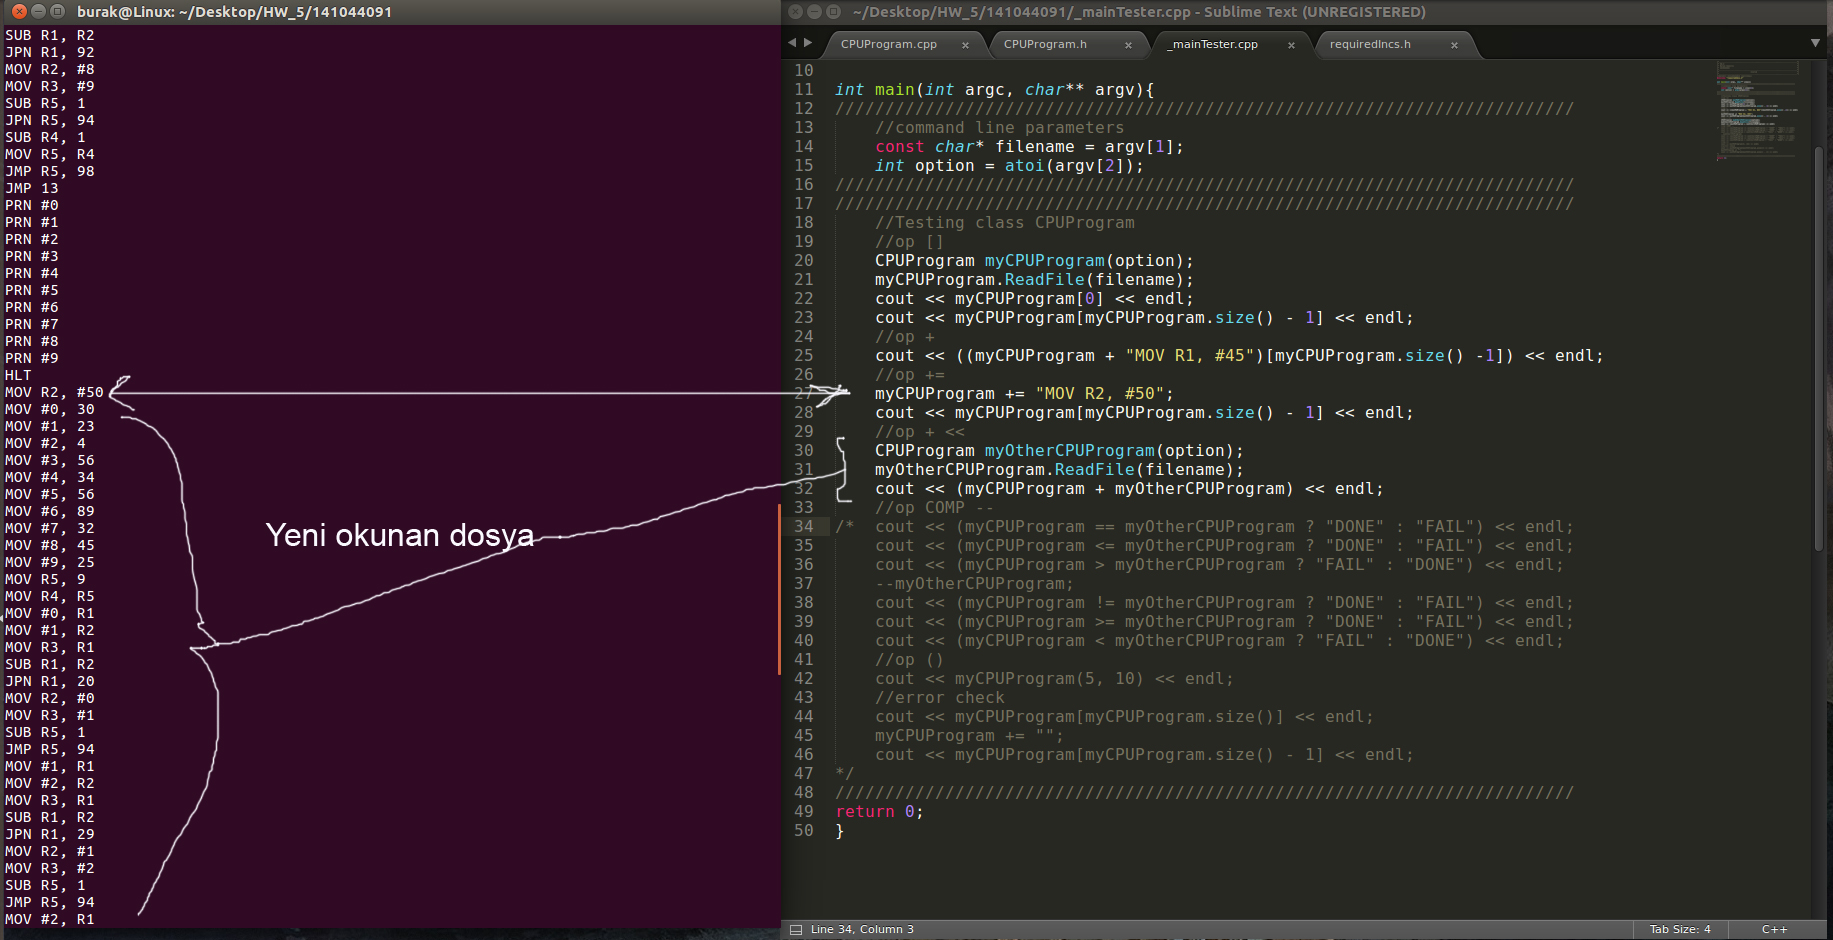 burak@Linux: ~/Desktop/HW_5/141044091
SUB R1, R2
JPN R1, 92
MOV R2, #8
MOV R3, #9
SUB R5, 1
JPN R5, 94
SUB R4, 1
MOV R5, R4
JMP R5, 98
JMP 13
PRN #0
PRN #1
PRN #2
PRN #3
PRN #4
PRN #5
PRN #6
PRN #7
PRN #8
PRN #9
HLT
MOV R2, #50
MOV #0, 30
MOV #1, 23
MOV #2, 4
MOV #3, 56
MOV #4, 34
MOV #5, 56
MOV #6, 89
MOV #7, 32
MOV #8, 45
MOV #9, 25
MOV R5, 9
MOV R4, R5
MOV #0, R1
MOV #1, R2
MOV R3, R1
SUB R1, R2
JPN R1, 20
MOV R2, #0
MOV R3, #1
SUB R5, 1
JMP R5, 94
MOV #1, R1
MOV #2, R2
MOV R3, R1
SUB R1, R2
JPN R1, 29
MOV R2, #1
MOV R3, #2
SUB R5, 1
JMP R5, 94
MOV #2, R1
Yeni okunan dosya
~/Desktop/HW_5/141044091/_mainTester.cpp - Sublime Text (UNREGISTERED)
CPUProgram.cpp × CPUProgram.h × _mainTester.cpp × requiredIncs.h ×
10
11 int main(int argc, char** argv){
12 //////////////////////////////////////////////////////////////////////////
13 //command line parameters
14 const char* filename = argv[1];
15 int option = atoi(argv[2]);
16 //////////////////////////////////////////////////////////////////////////
17 //////////////////////////////////////////////////////////////////////////
18 //Testing class CPUProgram
19 //op []
20 CPUProgram myCPUProgram(option);
21 myCPUProgram.ReadFile(filename);
22 cout << myCPUProgram[0] << endl;
23 cout << myCPUProgram[myCPUProgram.size() - 1] << endl;
24 //op +
25 cout << ((myCPUProgram + "MOV R1, #45")[myCPUProgram.size() -1]) << endl;
26 //op +=
27 myCPUProgram += "MOV R2, #50";
28 cout << myCPUProgram[myCPUProgram.size() - 1] << endl;
29 //op + <<
30 CPUProgram myOtherCPUProgram(option);
31 myOtherCPUProgram.ReadFile(filename);
32 cout << (myCPUProgram + myOtherCPUProgram) << endl;
33 //op COMP --
34 /* cout << (myCPUProgram == myOtherCPUProgram ? "DONE" : "FAIL") << endl;
35 cout << (myCPUProgram <= myOtherCPUProgram ? "DONE" : "FAIL") << endl;
36 cout << (myCPUProgram > myOtherCPUProgram ? "FAIL" : "DONE") << endl;
37 --myOtherCPUProgram;
38 cout << (myCPUProgram != myOtherCPUProgram ? "DONE" : "FAIL") << endl;
39 cout << (myCPUProgram >= myOtherCPUProgram ? "DONE" : "FAIL") << endl;
40 cout << (myCPUProgram < myOtherCPUProgram ? "FAIL" : "DONE") << endl;
41 //op ()
42 cout << myCPUProgram(5, 10) << endl;
43 //error check
44 cout << myCPUProgram[myCPUProgram.size()] << endl;
45 myCPUProgram += "";
46 cout << myCPUProgram[myCPUProgram.size() - 1] << endl;
47 */
48 //////////////////////////////////////////////////////////////////////////
49 return 0;
50 }
Line 34, Column 3 Tab Size: 4 C++